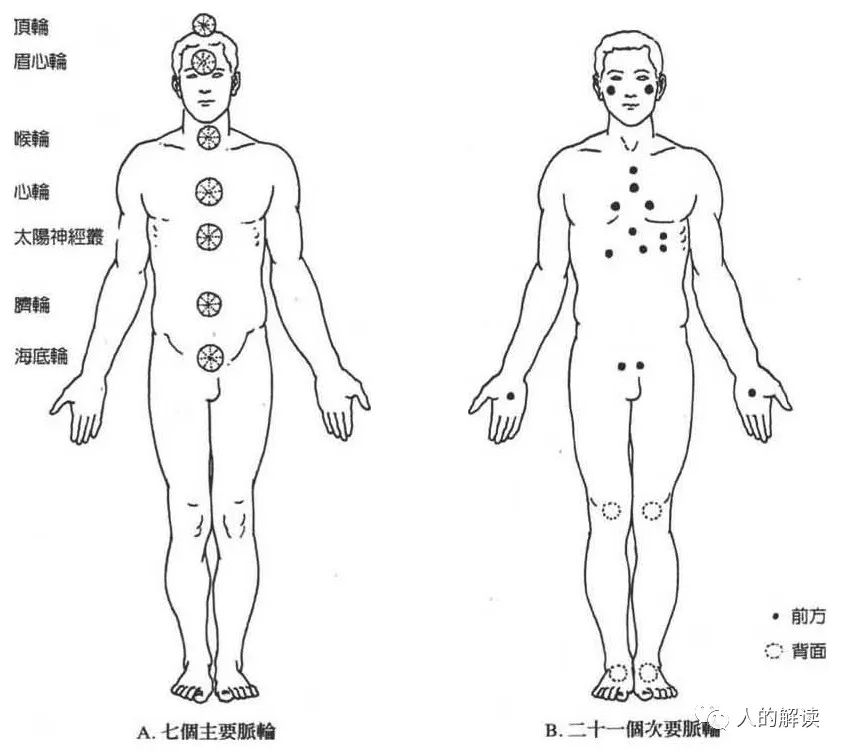 頂輪
眉心輪
喉輪
心輪
太陽神經叢
臍輪
海底輪
前方
背面
A. 七個主要脈輪
B. 二十一個次要脈輪
人的解读